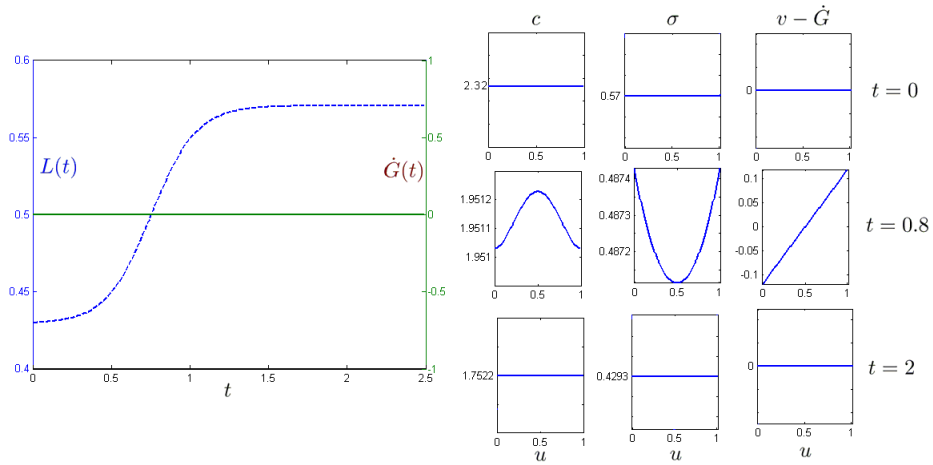 c σ v − Ġ
0.6 1
2.32 0.57 0 t = 0
0 0.5 1 0 0.5 1 0 0.5 1
0.55 0.5
L(t) Ġ(t)
1.9512 1.9511 1.951
0.4874 0.4873 0.4872
0.1 0.05 0 -0.05 -0.1
t = 0.8
0.5 0
0 0.5 1 0 0.5 1 0 0.5 1
0.45 -0.5
1.7522 0.4293 0 t = 2
0.4 -1
0 0.5 1 1.5 2 2.5
t
0 0.5 1 0 0.5 1 0 0.5 1
u u u